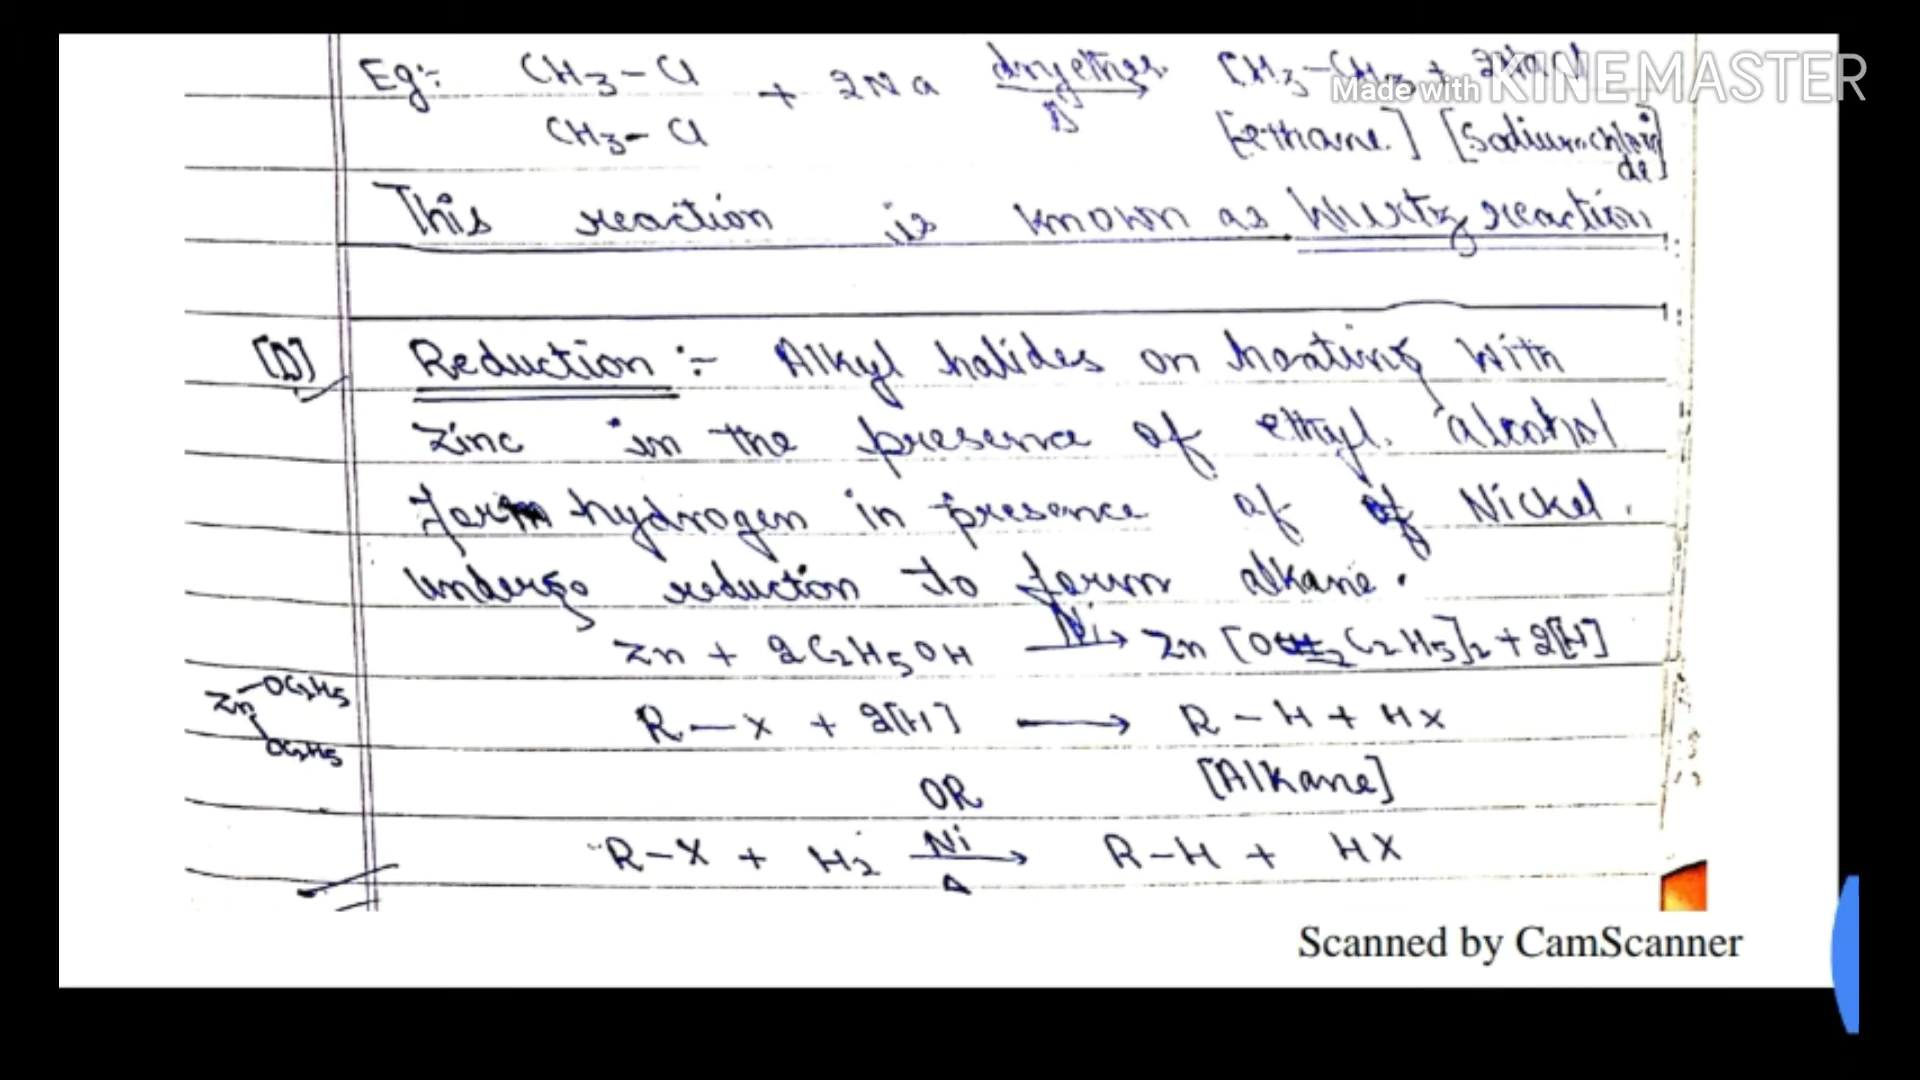 Eg:- CH3-Cl + 2Na dryether Δ CH3-CH3 + 2NaCl
Made with KINEMASTER
CH3-Cl [ethane.] [Sodium chloride]
This reaction is known as Wurtz reaction
[D] Reduction :- Alkyl halides on heating with
zinc in the presence of ethyl. alcohol
form hydrogen in presence of of Nickel.
undergo reduction to form alkane.
Zn + 2C2H5OH Ni→ Zn [OC2H5]2 + 2[H]
Zn OC2H5 OC2H5
R-X + 2[H] → R-H + HX
OR [Alkane]
R-X + H2 Ni→ Δ R-H + HX
Scanned by CamScanner